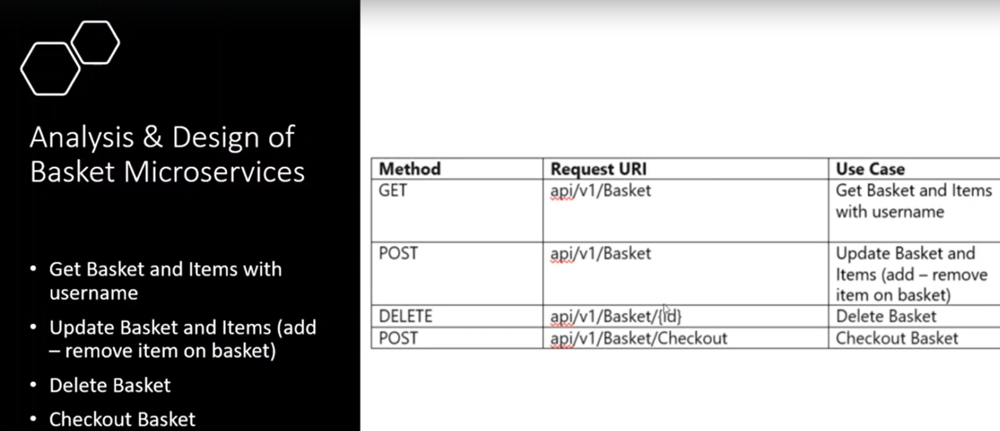 Analysis & Design of
Basket Microservices
• Get Basket and Items with
username
• Update Basket and Items (add
– remove item on basket)
• Delete Basket
• Checkout Basket
Method Request URI Use Case
GET api/v1/Basket Get Basket and Items
with username
POST api/v1/Basket Update Basket and
Items (add – remove
item on basket)
DELETE api/v1/Basket/{id} Delete Basket
POST api/v1/Basket/Checkout Checkout Basket